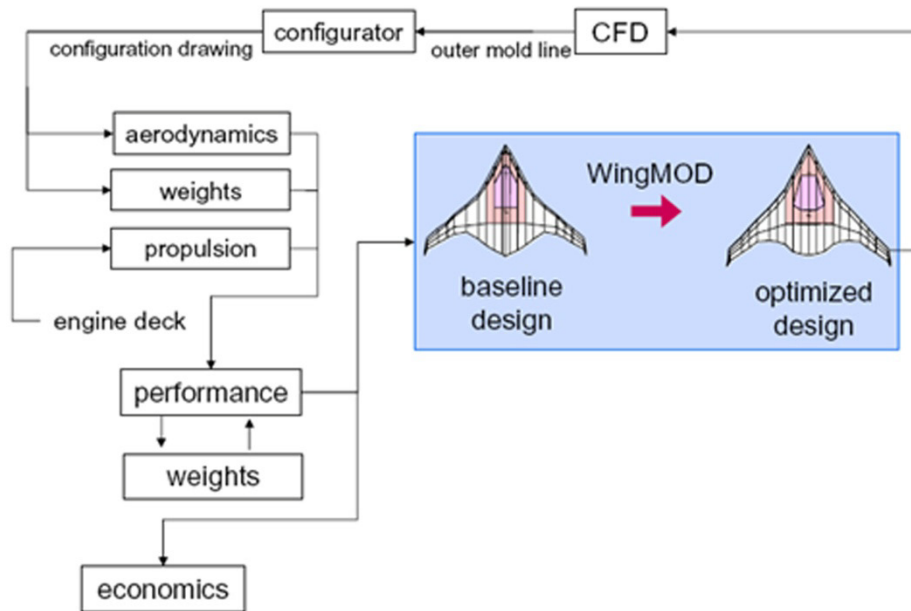 configuration drawing
configurator
outer mold line
CFD
aerodynamics
weights
propulsion
engine deck
WingMOD
baseline
design
optimized
design
performance
weights
economics